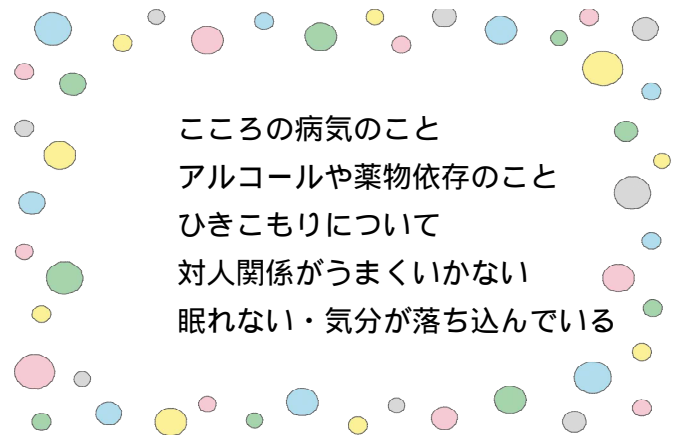 こころの病気のこと
アルコールや薬物依存のこと
ひきこもりについて
対人関係がうまくいかない
眠れない・気分が落ち込んでいる